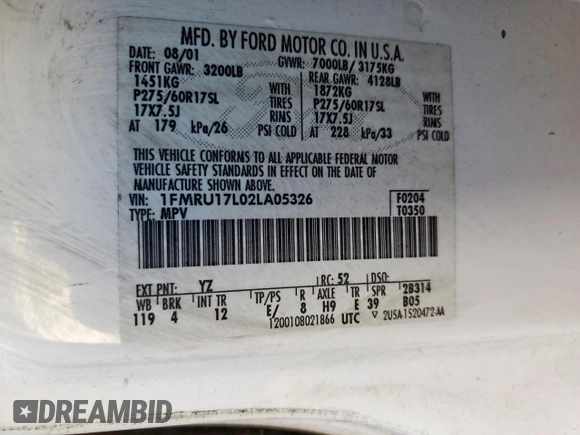 MFD. BY FORD MOTOR CO. IN U.S.A.
DATE: 08/01 GVWR: 7000LB/ 3175KG
FRONT GAWR: 3200LB REAR GAWR: 4128LB
1451KG WITH 1872KG WITH
P275/60R17SL TIRES P275/60R17SL TIRES
17X7.5J RIMS 17X7.5J RIMS
AT 179 kPa/26 PSI COLD AT 228 kPa/33 PSI COLD
THIS VEHICLE CONFORMS TO ALL APPLICABLE FEDERAL MOTOR
VEHICLE SAFETY STANDARDS IN EFFECT ON THE DATE OF
MANUFACTURE SHOWN ABOVE.
VIN: 1FMRU17L02LA05326 F0204
TYPE: MPV T0350
EXT PNT: YZ RC: 52 DSO:
WB BRK INT TR TP/PS R AXLE TR SPR 2B314
119 4 12 E/ 8 H9 E 39 B05
1200108021866 UTC ▽ 2USA-1520472-AA
DREAMBID